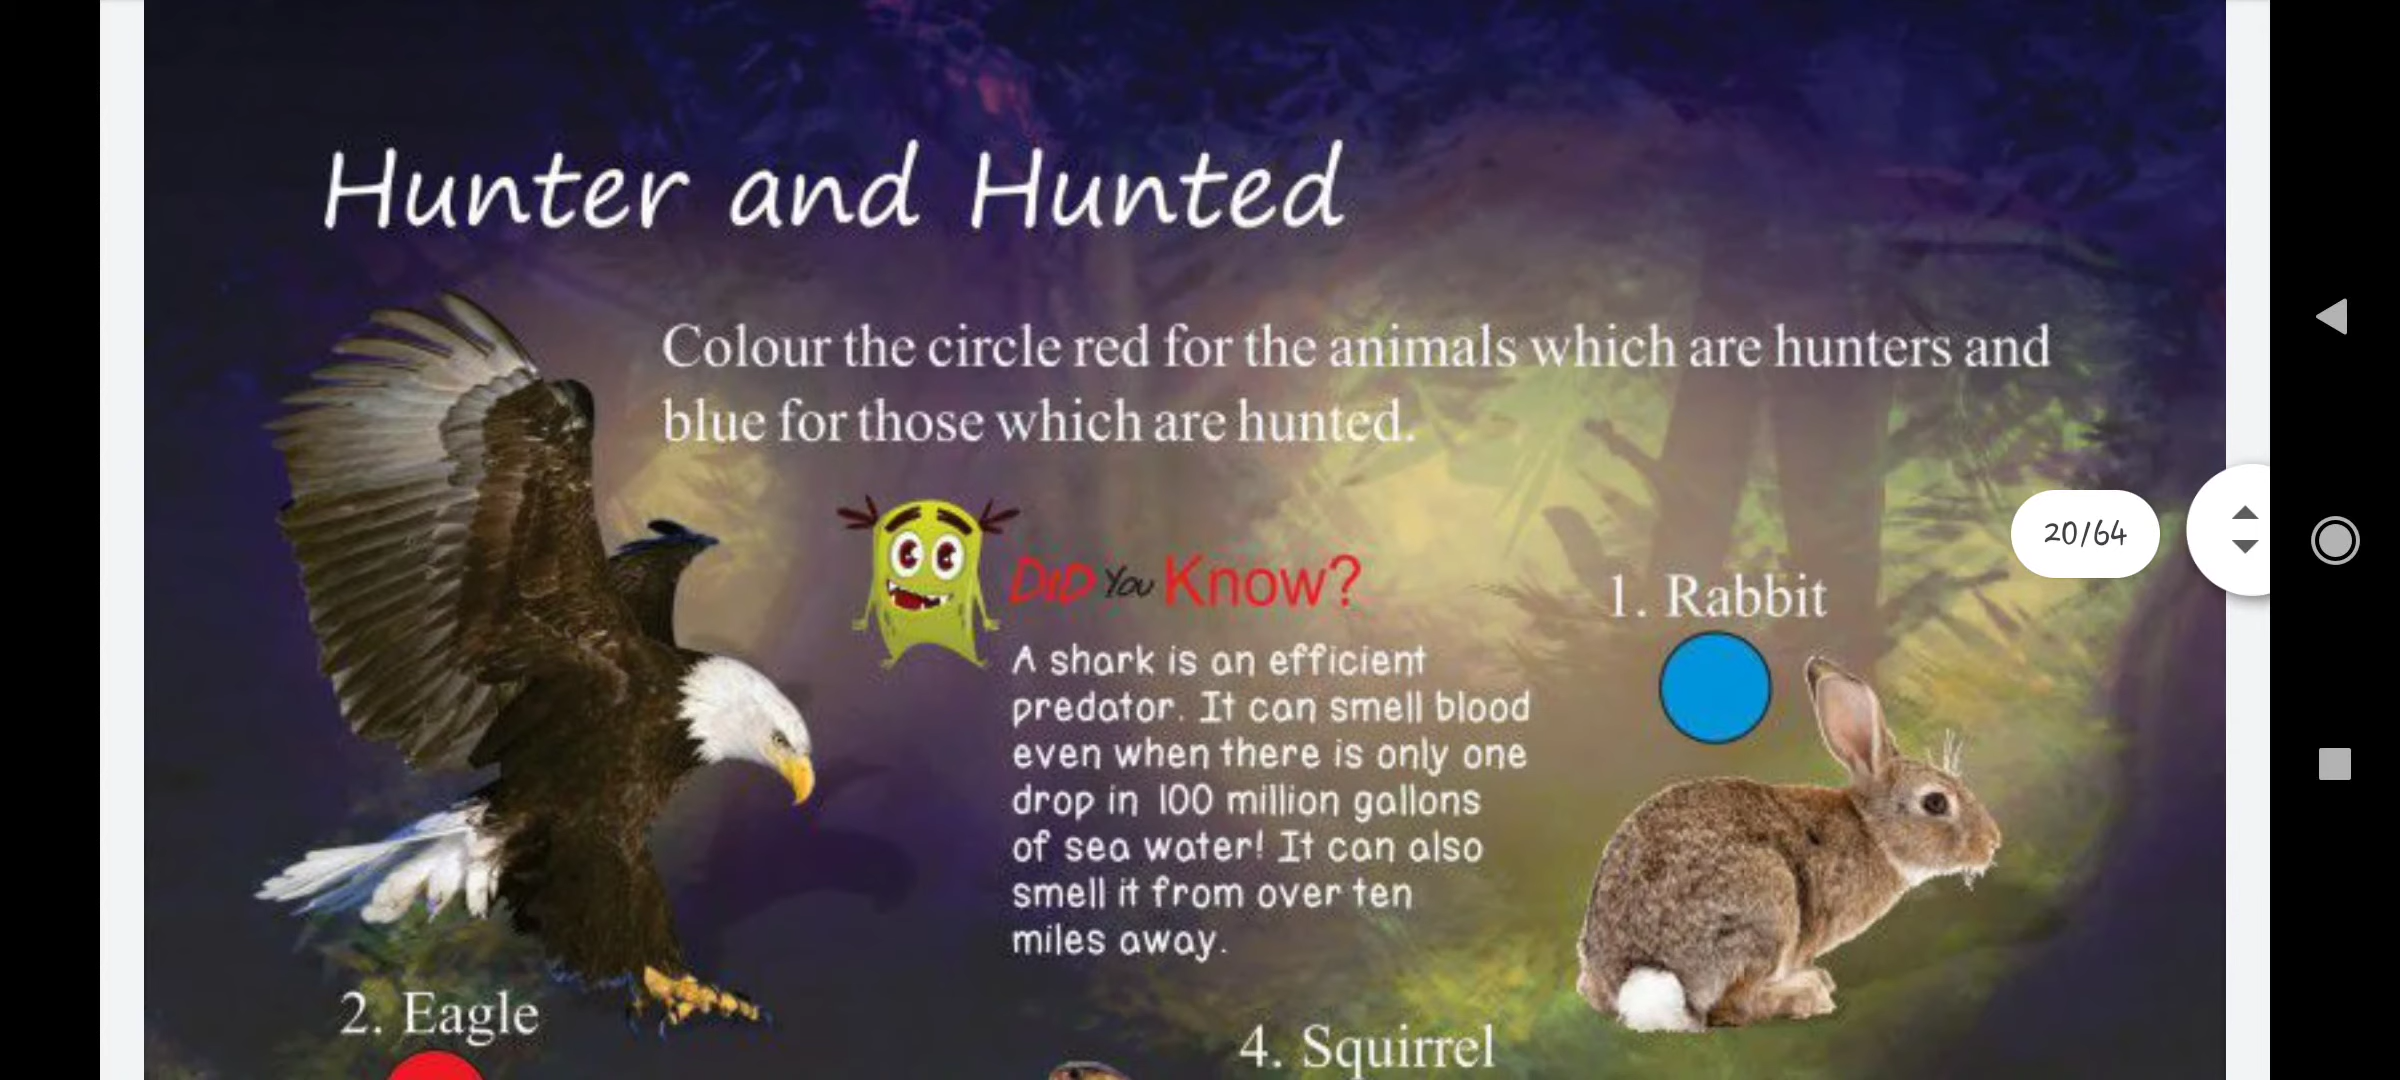 Hunter and Hunted
Colour the circle red for the animals which are hunters and
blue for those which are hunted.
DID You Know?
A shark is an efficient
predator. It can smell blood
even when there is only one
drop in 100 million gallons
of sea water! It can also
smell it from over ten
miles away.
1. Rabbit
20/64
2. Eagle
4. Squirrel